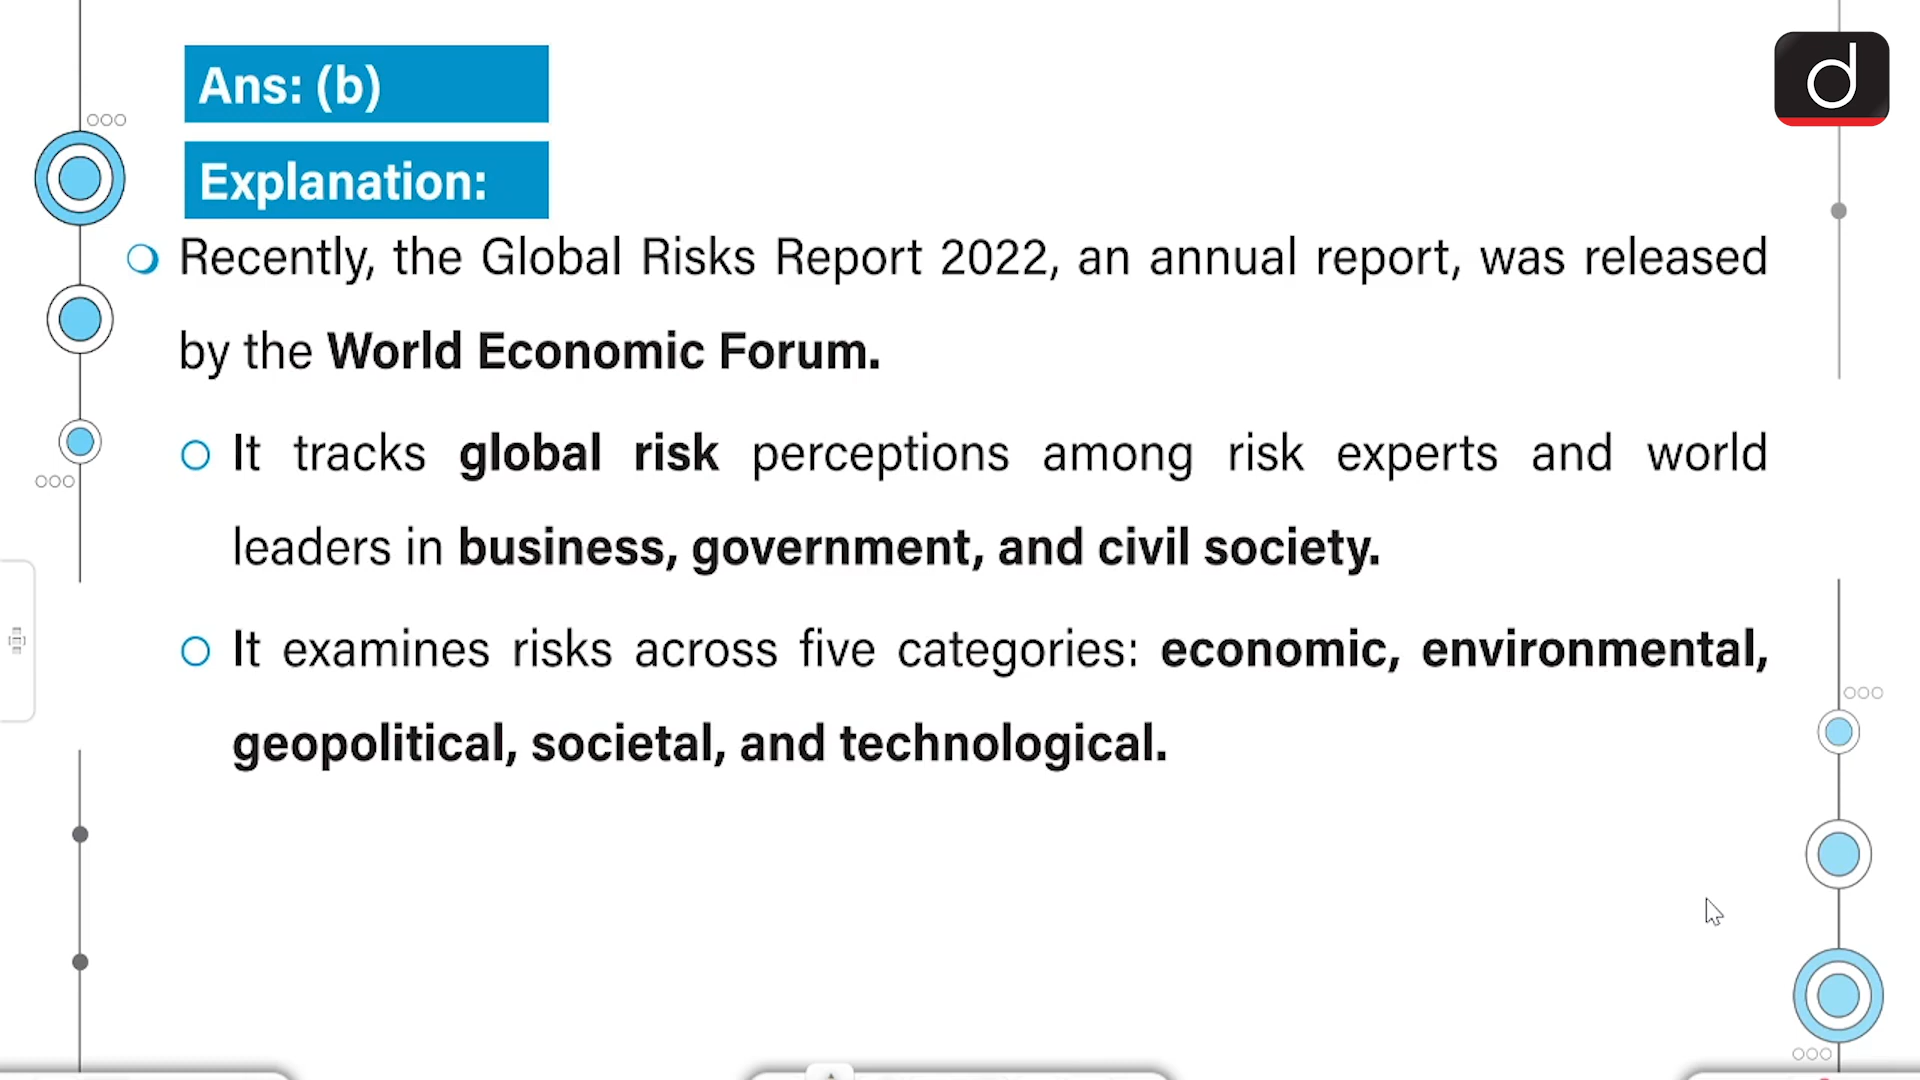 Ans: (b)
Explanation:
Recently, the Global Risks Report 2022, an annual report, was released
by the World Economic Forum.
It tracks global risk perceptions among risk experts and world
leaders in business, government, and civil society.
It examines risks across five categories: economic, environmental,
geopolitical, societal, and technological.
d